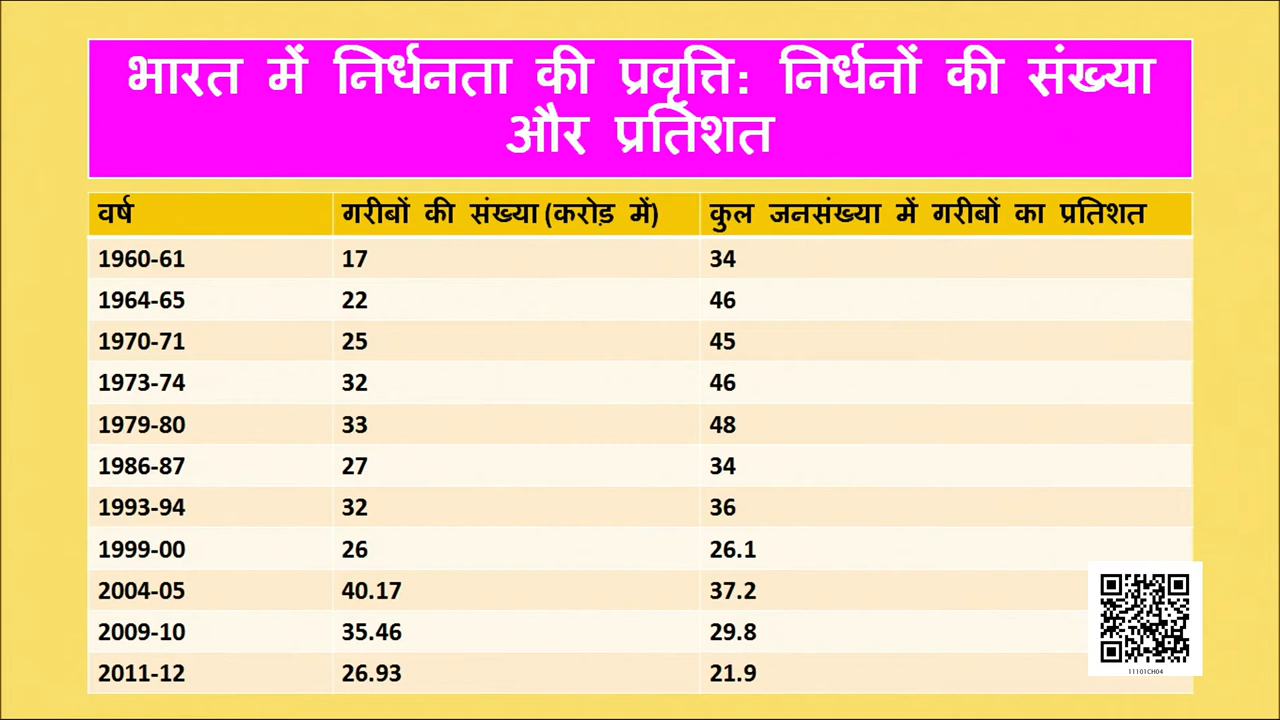 भारत में निर्धनता की प्रवृत्ति: निर्धनों की संख्या
और प्रतिशत
वर्ष गरीबों की संख्या (करोड़ में) कुल जनसंख्या में गरीबों का प्रतिशत
1960-61 17 34
1964-65 22 46
1970-71 25 45
1973-74 32 46
1979-80 33 48
1986-87 27 34
1993-94 32 36
1999-00 26 26.1
2004-05 40.17 37.2
2009-10 35.46 29.8
2011-12 26.93 21.9
11101CH04